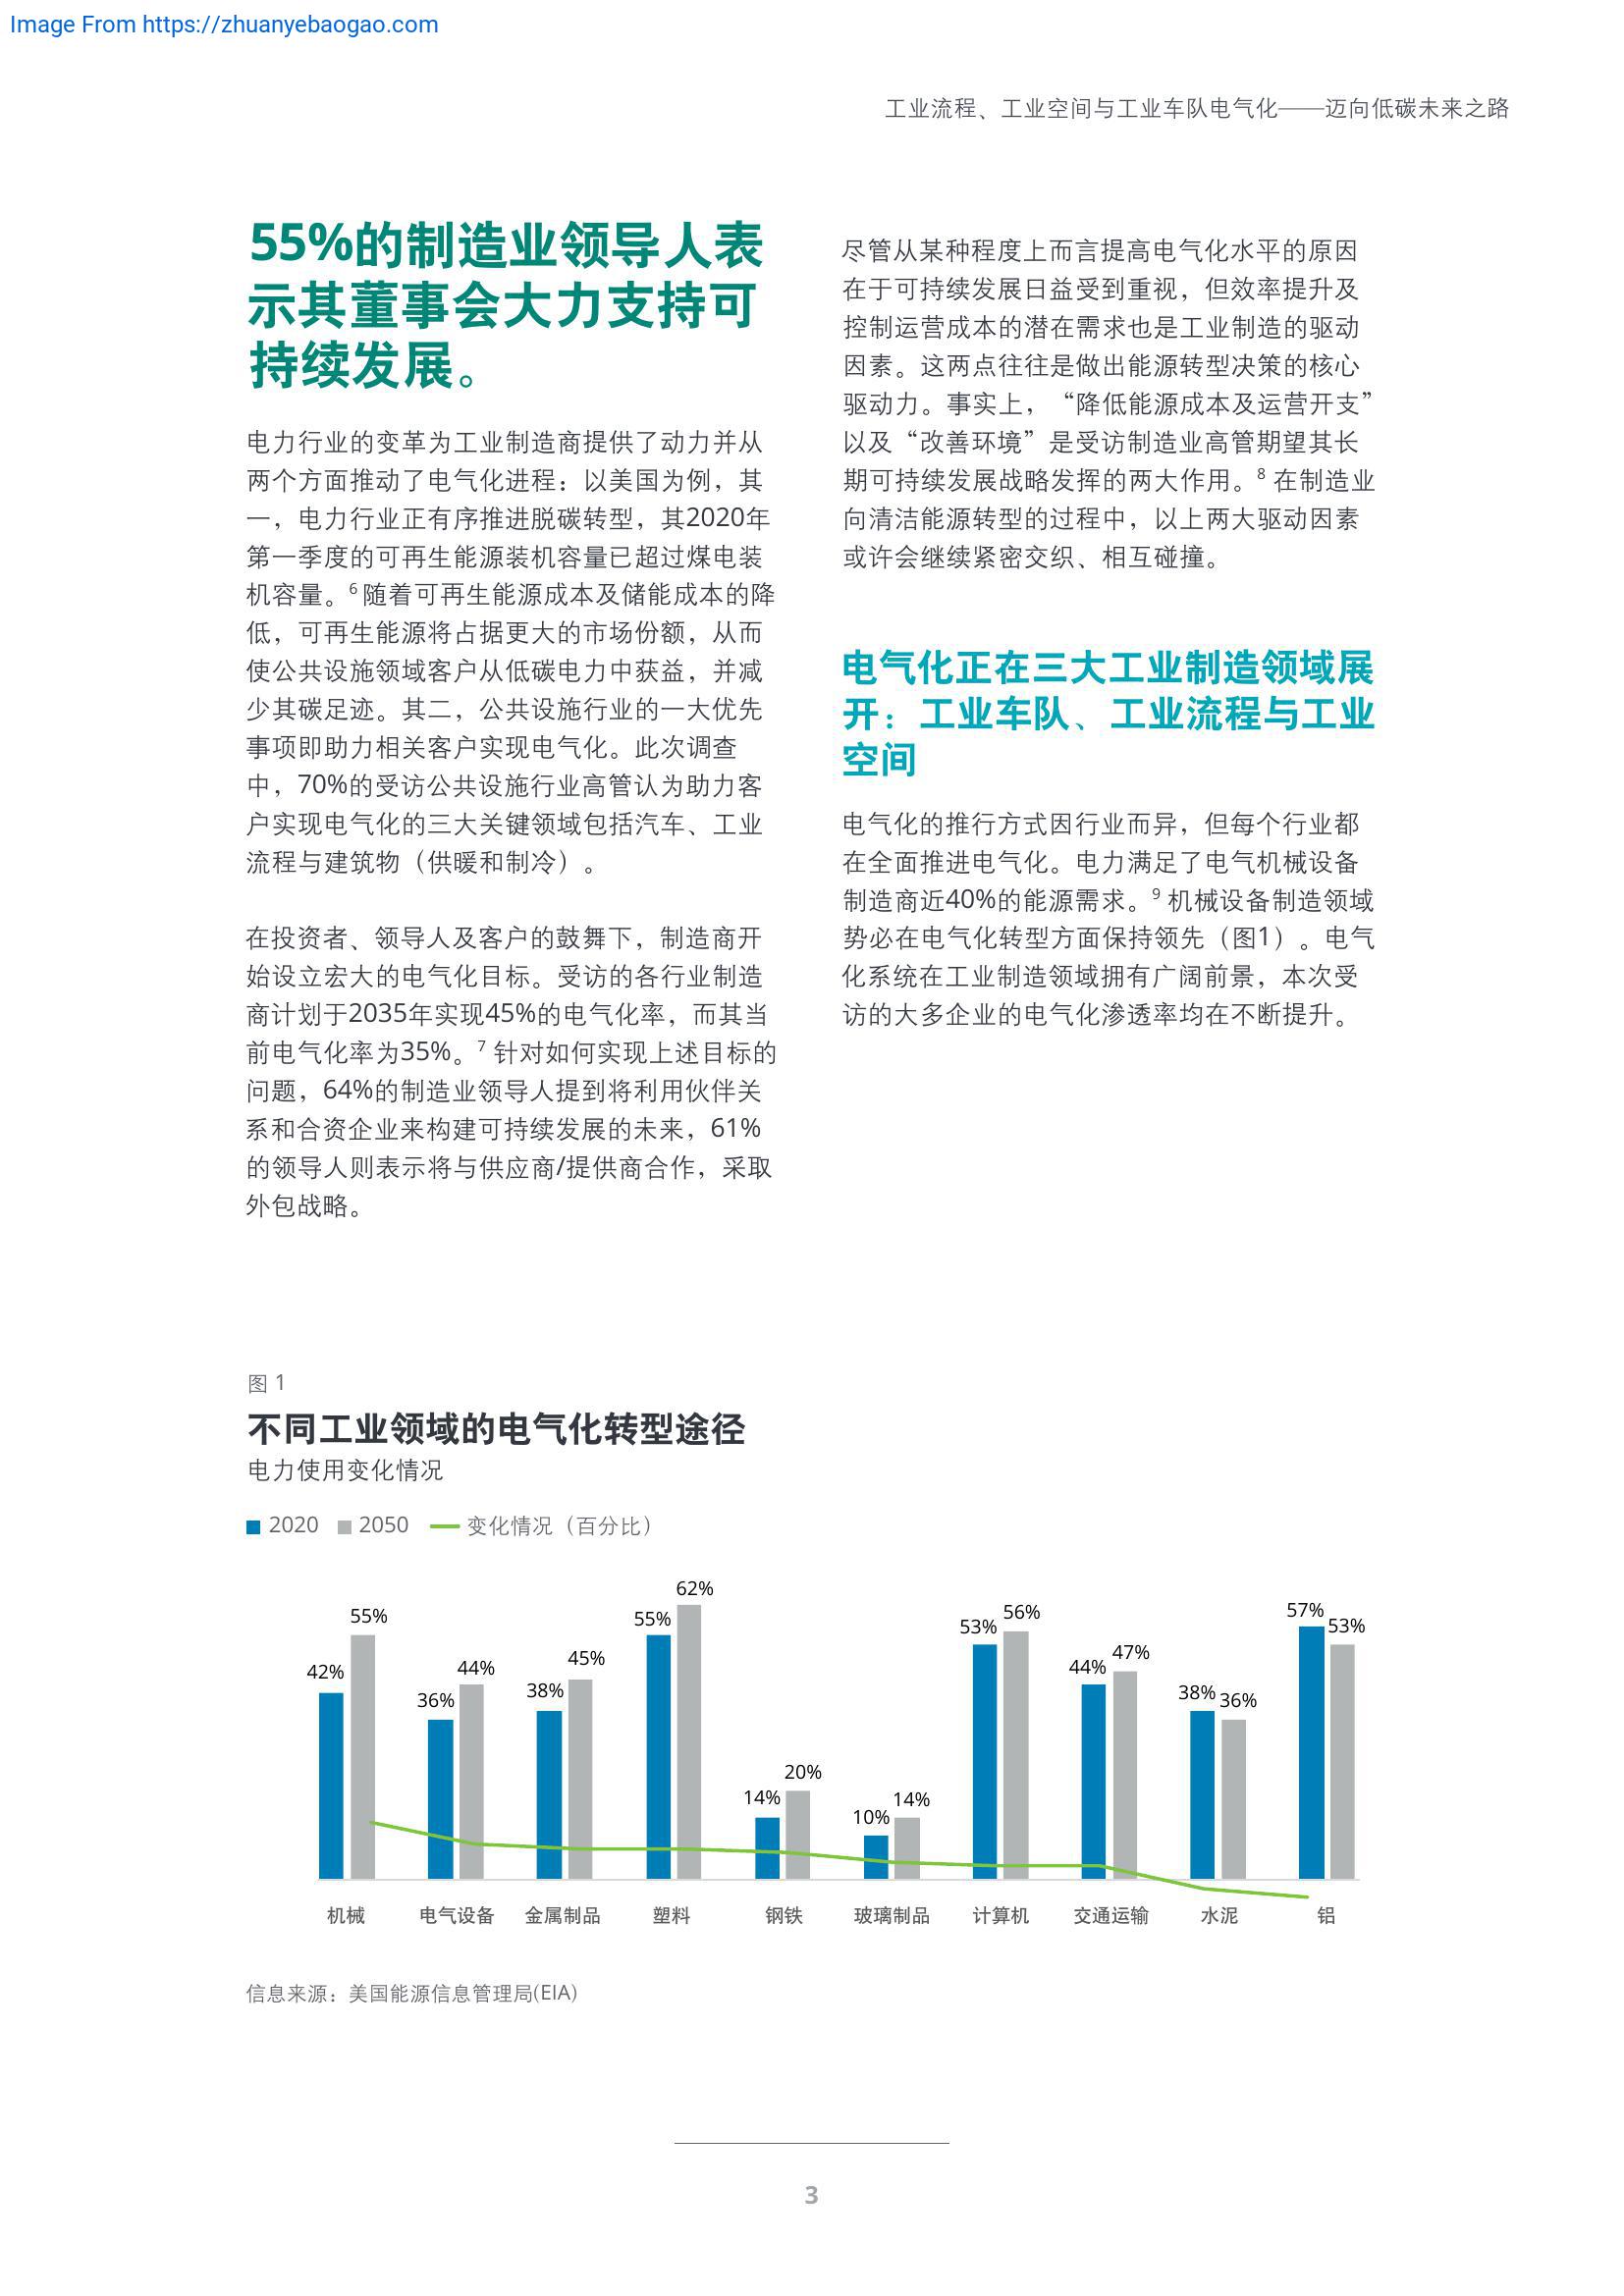 Image From https://zhuanyebaogao.com
工业流程、工业空间与工业车队电气化——迈向低碳未来之路
55%的制造业领导人表
示其董事会大力支持可
持续发展。
电力行业的变革为工业制造商提供了动力并从
两个方面推动了电气化进程：以美国为例，其
一，电力行业正有序推进脱碳转型，其2020年
第一季度的可再生能源装机容量已超过煤电装
机容量。6 随着可再生能源成本及储能成本的降
低，可再生能源将占据更大的市场份额，从而
使公共设施领域客户从低碳电力中获益，并减
少其碳足迹。其二，公共设施行业的一大优先
事项即助力相关客户实现电气化。此次调查
中，70%的受访公共设施行业高管认为助力客
户实现电气化的三大关键领域包括汽车、工业
流程与建筑物（供暖和制冷）。
在投资者、领导人及客户的鼓舞下，制造商开
始设立宏大的电气化目标。受访的各行业制造
商计划于2035年实现45%的电气化率，而其当
前电气化率为35%。7 针对如何实现上述目标的
问题，64%的制造业领导人提到将利用伙伴关
系和合资企业来构建可持续发展的未来，61%
的领导人则表示将与供应商/提供商合作，采取
外包战略。
尽管从某种程度上而言提高电气化水平的原因
在于可持续发展日益受到重视，但效率提升及
控制运营成本的潜在需求也是工业制造的驱动
因素。这两点往往是做出能源转型决策的核心
驱动力。事实上，“降低能源成本及运营开支”
以及“改善环境”是受访制造业高管期望其长
期可持续发展战略发挥的两大作用。8 在制造业
向清洁能源转型的过程中，以上两大驱动因素
或许会继续紧密交织、相互碰撞。
电气化正在三大工业制造领域展
开：工业车队、工业流程与工业
空间
电气化的推行方式因行业而异，但每个行业都
在全面推进电气化。电力满足了电气机械设备
制造商近40%的能源需求。9 机械设备制造领域
势必在电气化转型方面保持领先（图1）。电气
化系统在工业制造领域拥有广阔前景，本次受
访的大多企业的电气化渗透率均在不断提升。
图 1
不同工业领域的电气化转型途径
电力使用变化情况
2020 2050 变化情况（百分比）
42% 55% 36% 44% 38% 45% 55% 62% 14% 20% 10% 14% 53% 56% 44% 47% 38% 36% 57% 53%
机械 电气设备 金属制品 塑料 钢铁 玻璃制品 计算机 交通运输 水泥 铝
信息来源：美国能源信息管理局(EIA)
3